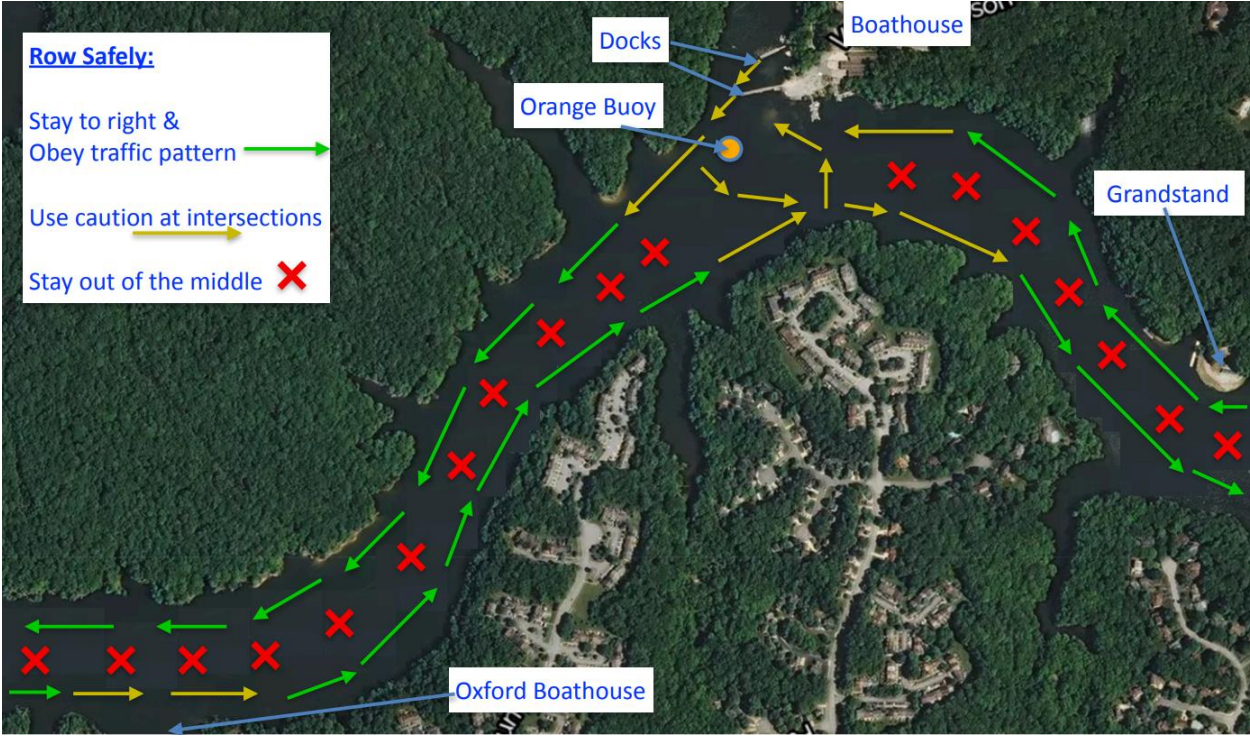 Row Safely:
Stay to right &
Obey traffic pattern
Use caution at intersections
Stay out of the middle
Docks
Boathouse
Orange Buoy
Grandstand
Oxford Boathouse